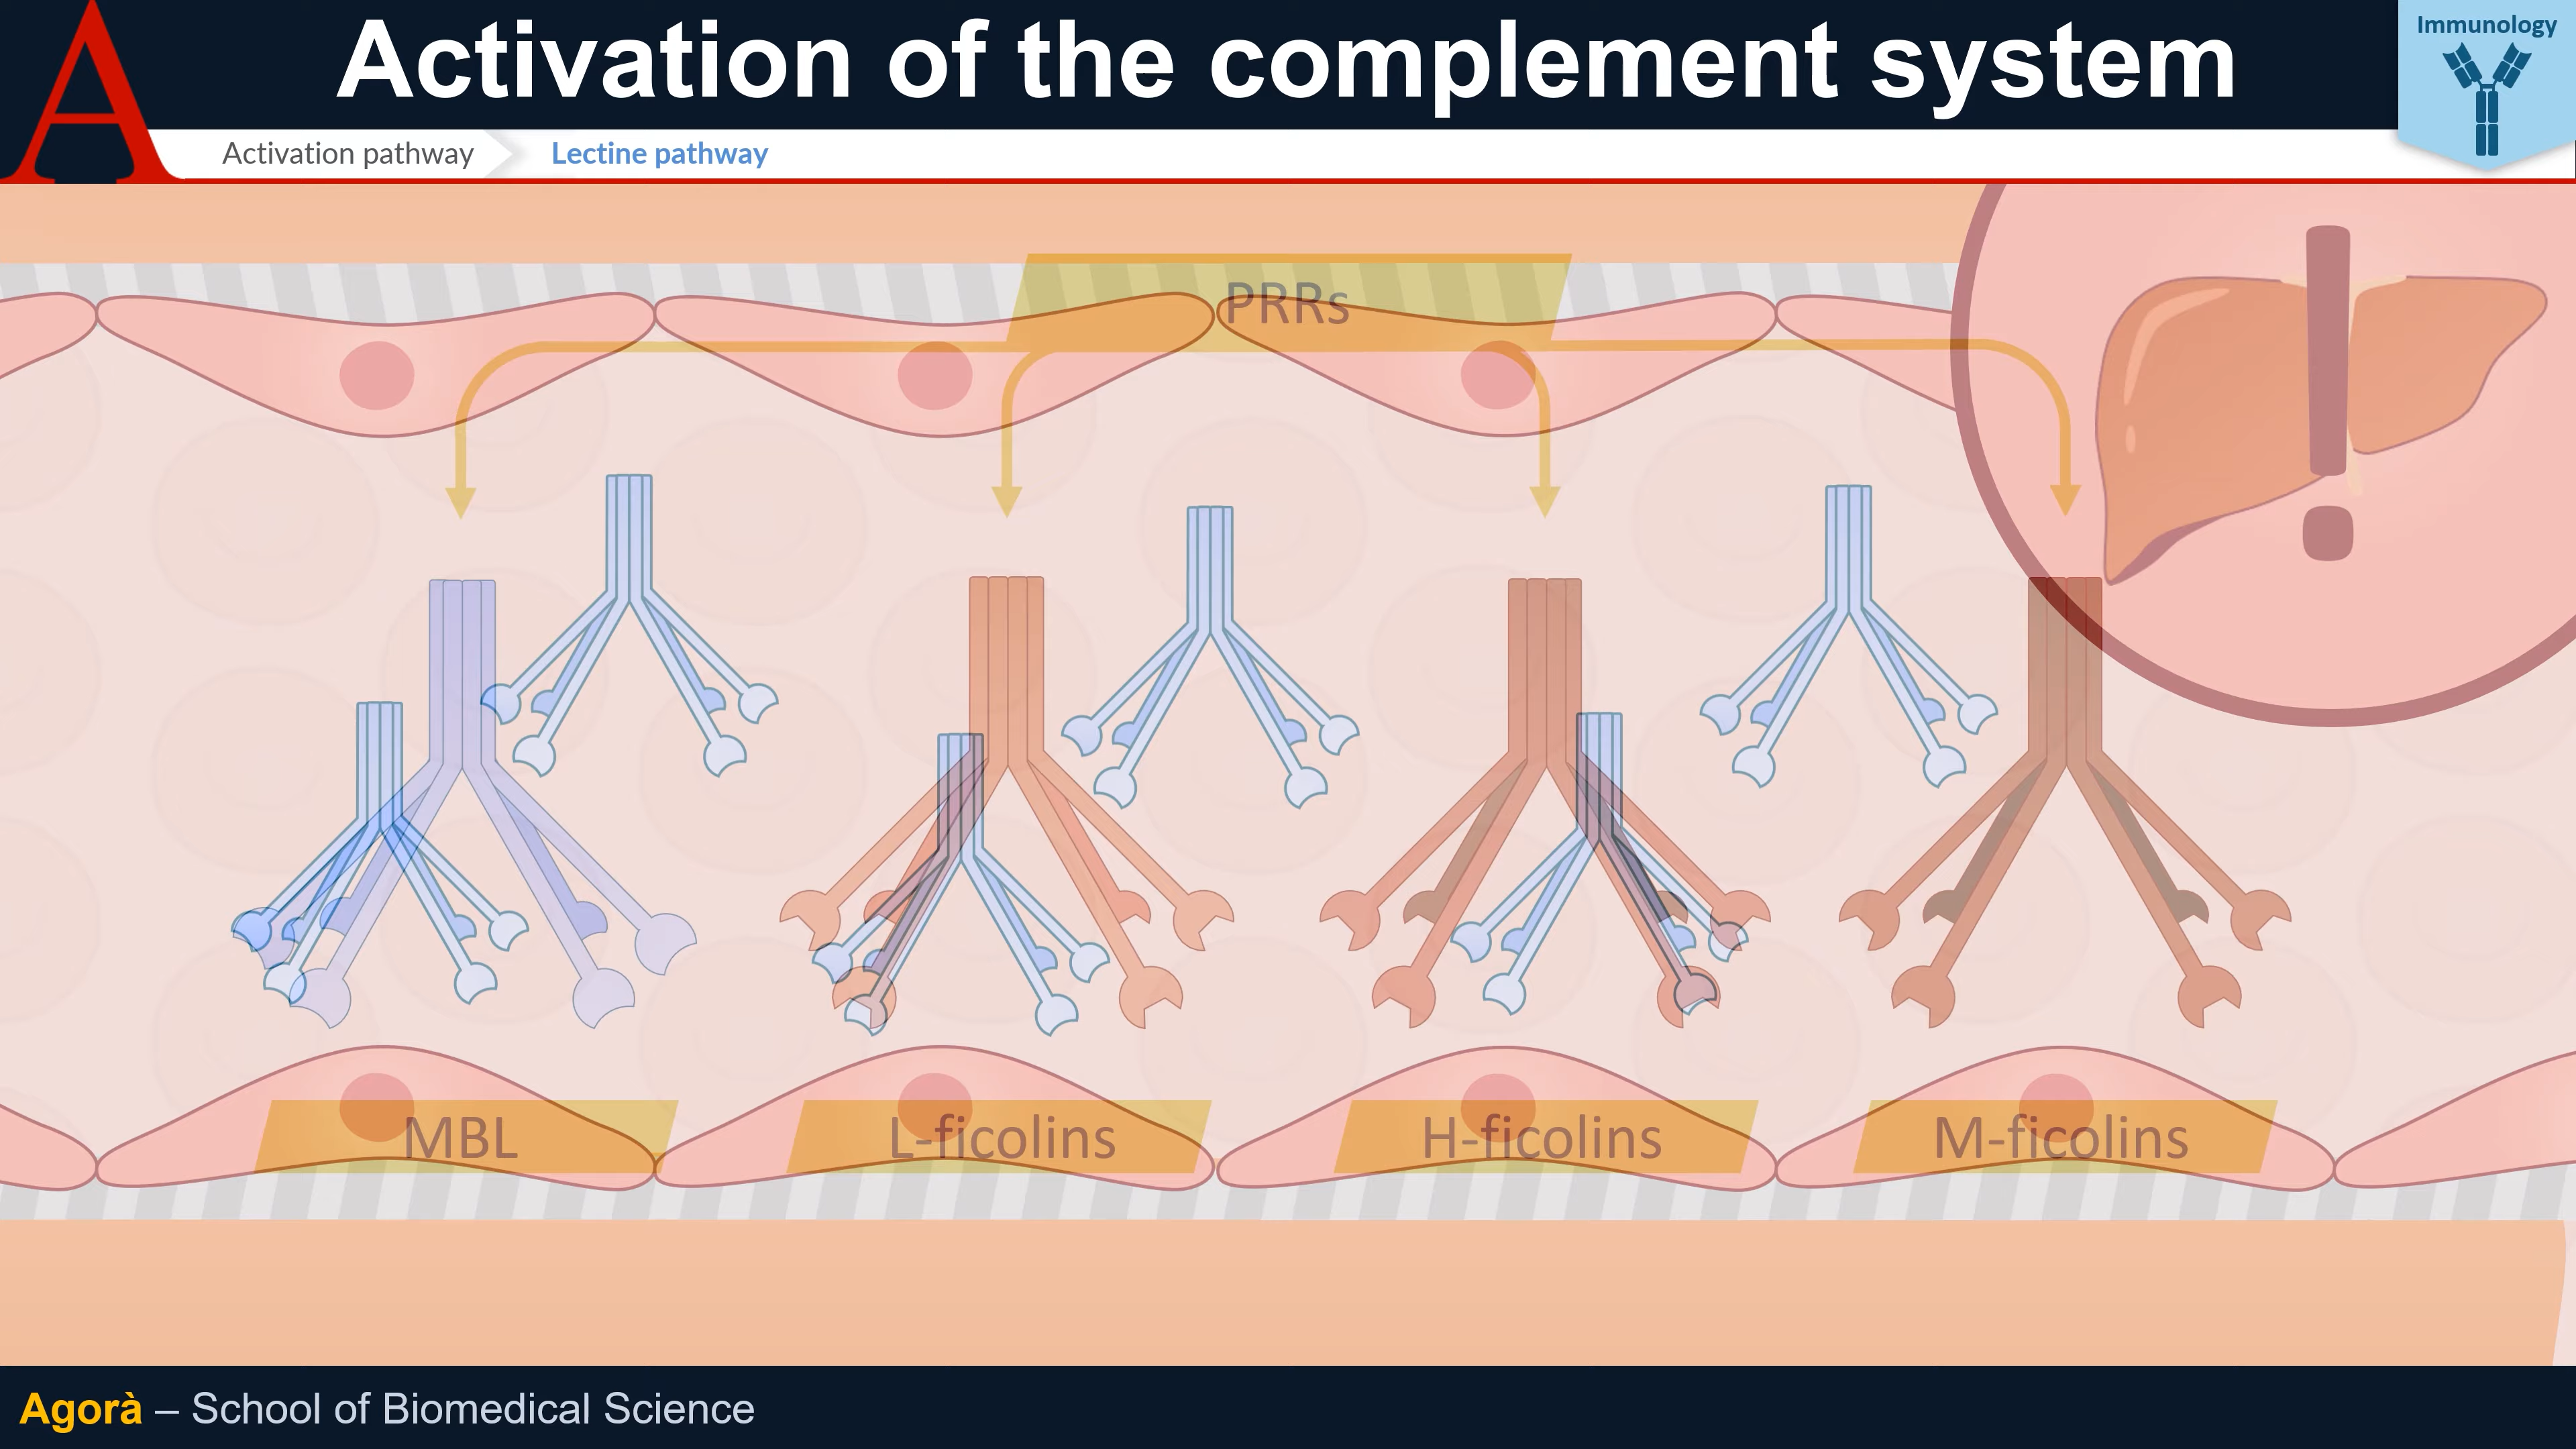 Activation of the complement system
Immunology
Activation pathway
Lectine pathway
PRRs
MBL
L-ficolins
H-ficolins
M-ficolins
Agorà – School of Biomedical Science